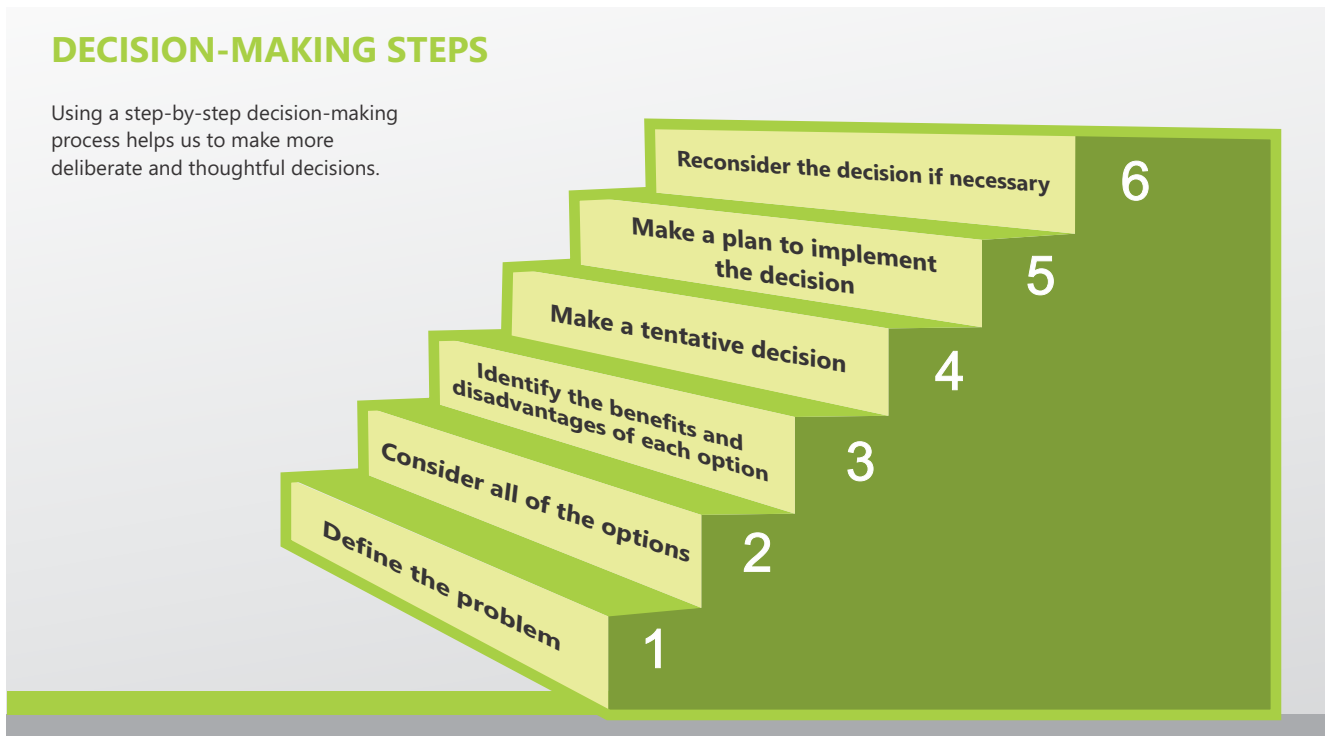 DECISION-MAKING STEPS
Using a step-by-step decision-making
process helps us to make more
deliberate and thoughtful decisions.
Reconsider the decision if necessary
6
Make a plan to implement
the decision
5
Make a tentative decision
4
Identify the benefits and
disadvantages of each option
3
Consider all of the options
2
Define the problem
1